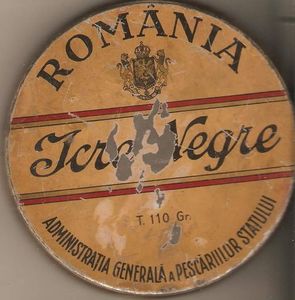 ROMÂNIA
Icre Negre
T. 110 Gr.
ADMINISTRAȚIA GENERALĂ A PESCĂRIILOR STATULUI